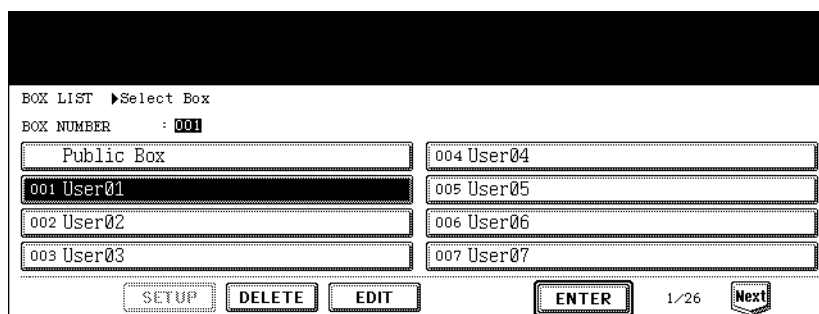 BOX LIST ▶Select Box
BOX NUMBER : 001
Public Box
001 User01
002 User02
003 User03
004 User04
005 User05
006 User06
007 User07
SETUP DELETE EDIT ENTER 1/26 Next